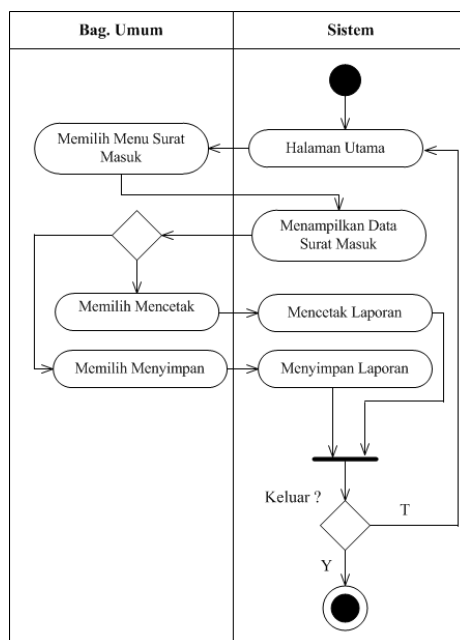 Bag. Umum
Sistem
Halaman Utama
Memilih Menu Surat
Masuk
Menampilkan Data
Surat Masuk
Memilih Mencetak
Mencetak Laporan
Memilih Menyimpan
Menyimpan Laporan
Keluar ?
T
Y